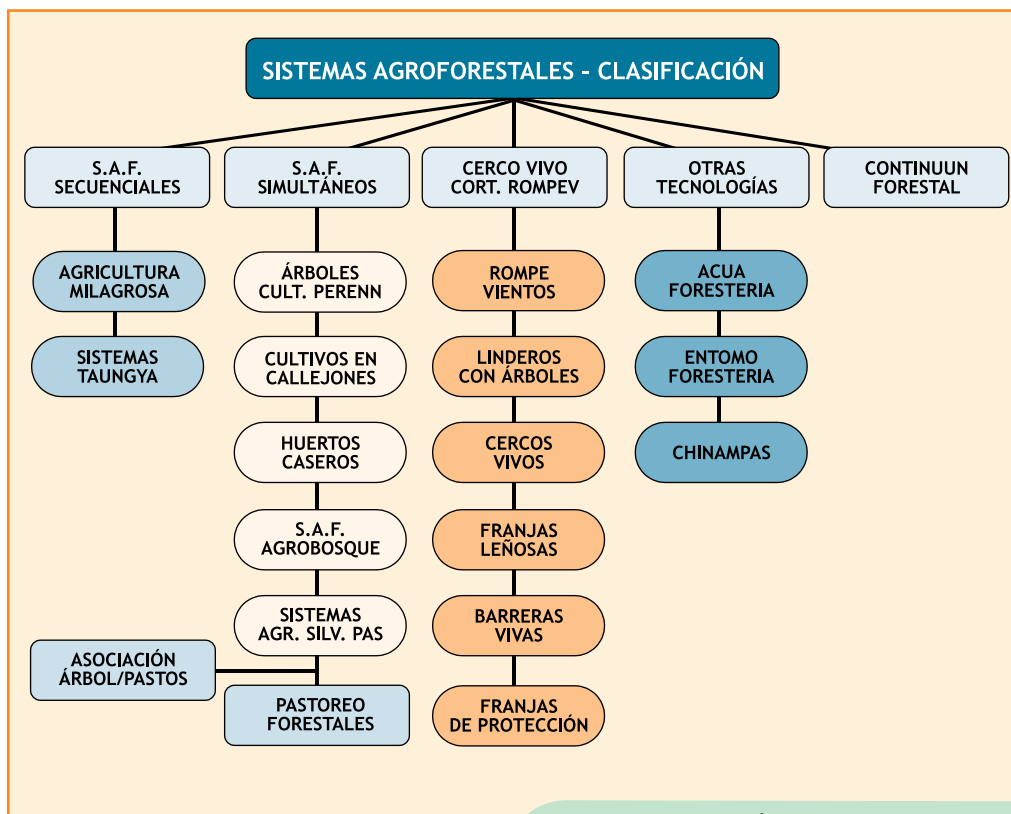 SISTEMAS AGROFORESTALES - CLASIFICACIÓN
S.A.F.
SECUENCIALES
S.A.F.
SIMULTÁNEOS
CERCO VIVO
CORT. ROMPEV
OTRAS
TECNOLOGÍAS
CONTINUUN
FORESTAL
AGRICULTURA
MILAGROSA
SISTEMAS
TAUNGYA
ÁRBOLES
CULT. PERENN
CULTIVOS EN
CALLEJONES
HUERTOS
CASEROS
S.A.F.
AGROBOSQUE
SISTEMAS
AGR. SILV. PAS
ASOCIACIÓN
ÁRBOL/PASTOS
PASTOREO
FORESTALES
ROMPE
VIENTOS
LINDEROS
CON ÁRBOLES
CERCOS
VIVOS
FRANJAS
LEÑOSAS
BARRERAS
VIVAS
FRANJAS
DE PROTECCIÓN
ACUA
FORESTERIA
ENTOMO
FORESTERIA
CHINAMPAS